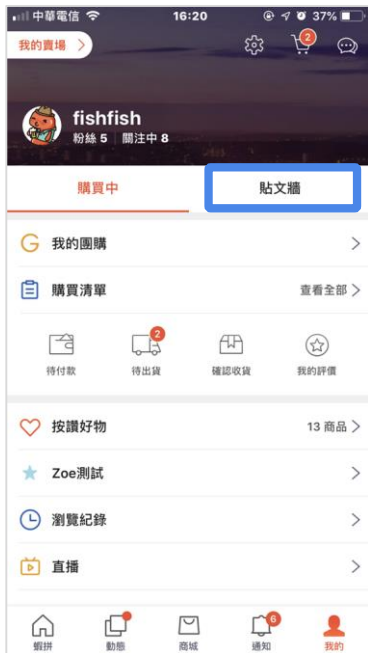 中華電信 16:20 37%
我的賣場 2
fishfish
粉絲 5 關注中 8
購買中 貼文牆
我的團購
購買清單 查看全部
2
待付款 待出貨 確認收貨 我的評價
按讚好物 13 商品
Zoe測試
瀏覽紀錄
直播
6
蝦拼 動態 商城 通知 我的